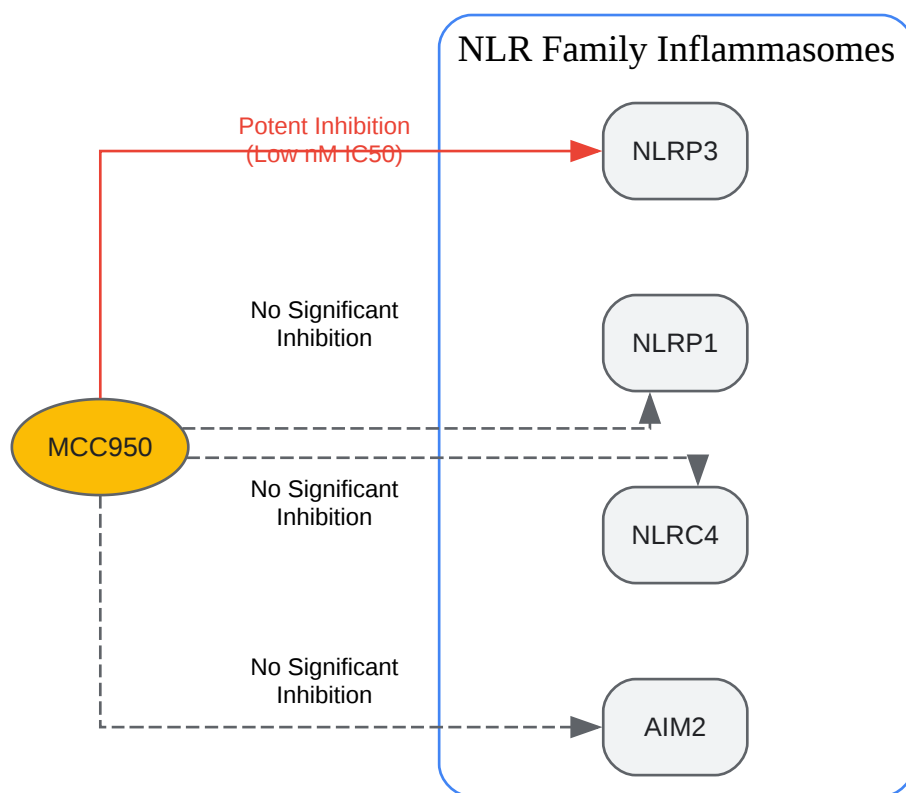 NLR Family Inflammasomes
Potent Inhibition
(Low nM IC50)
NLRP3
No Significant
Inhibition
NLRP1
MCC950
No Significant
Inhibition
NLRC4
No Significant
Inhibition
AIM2